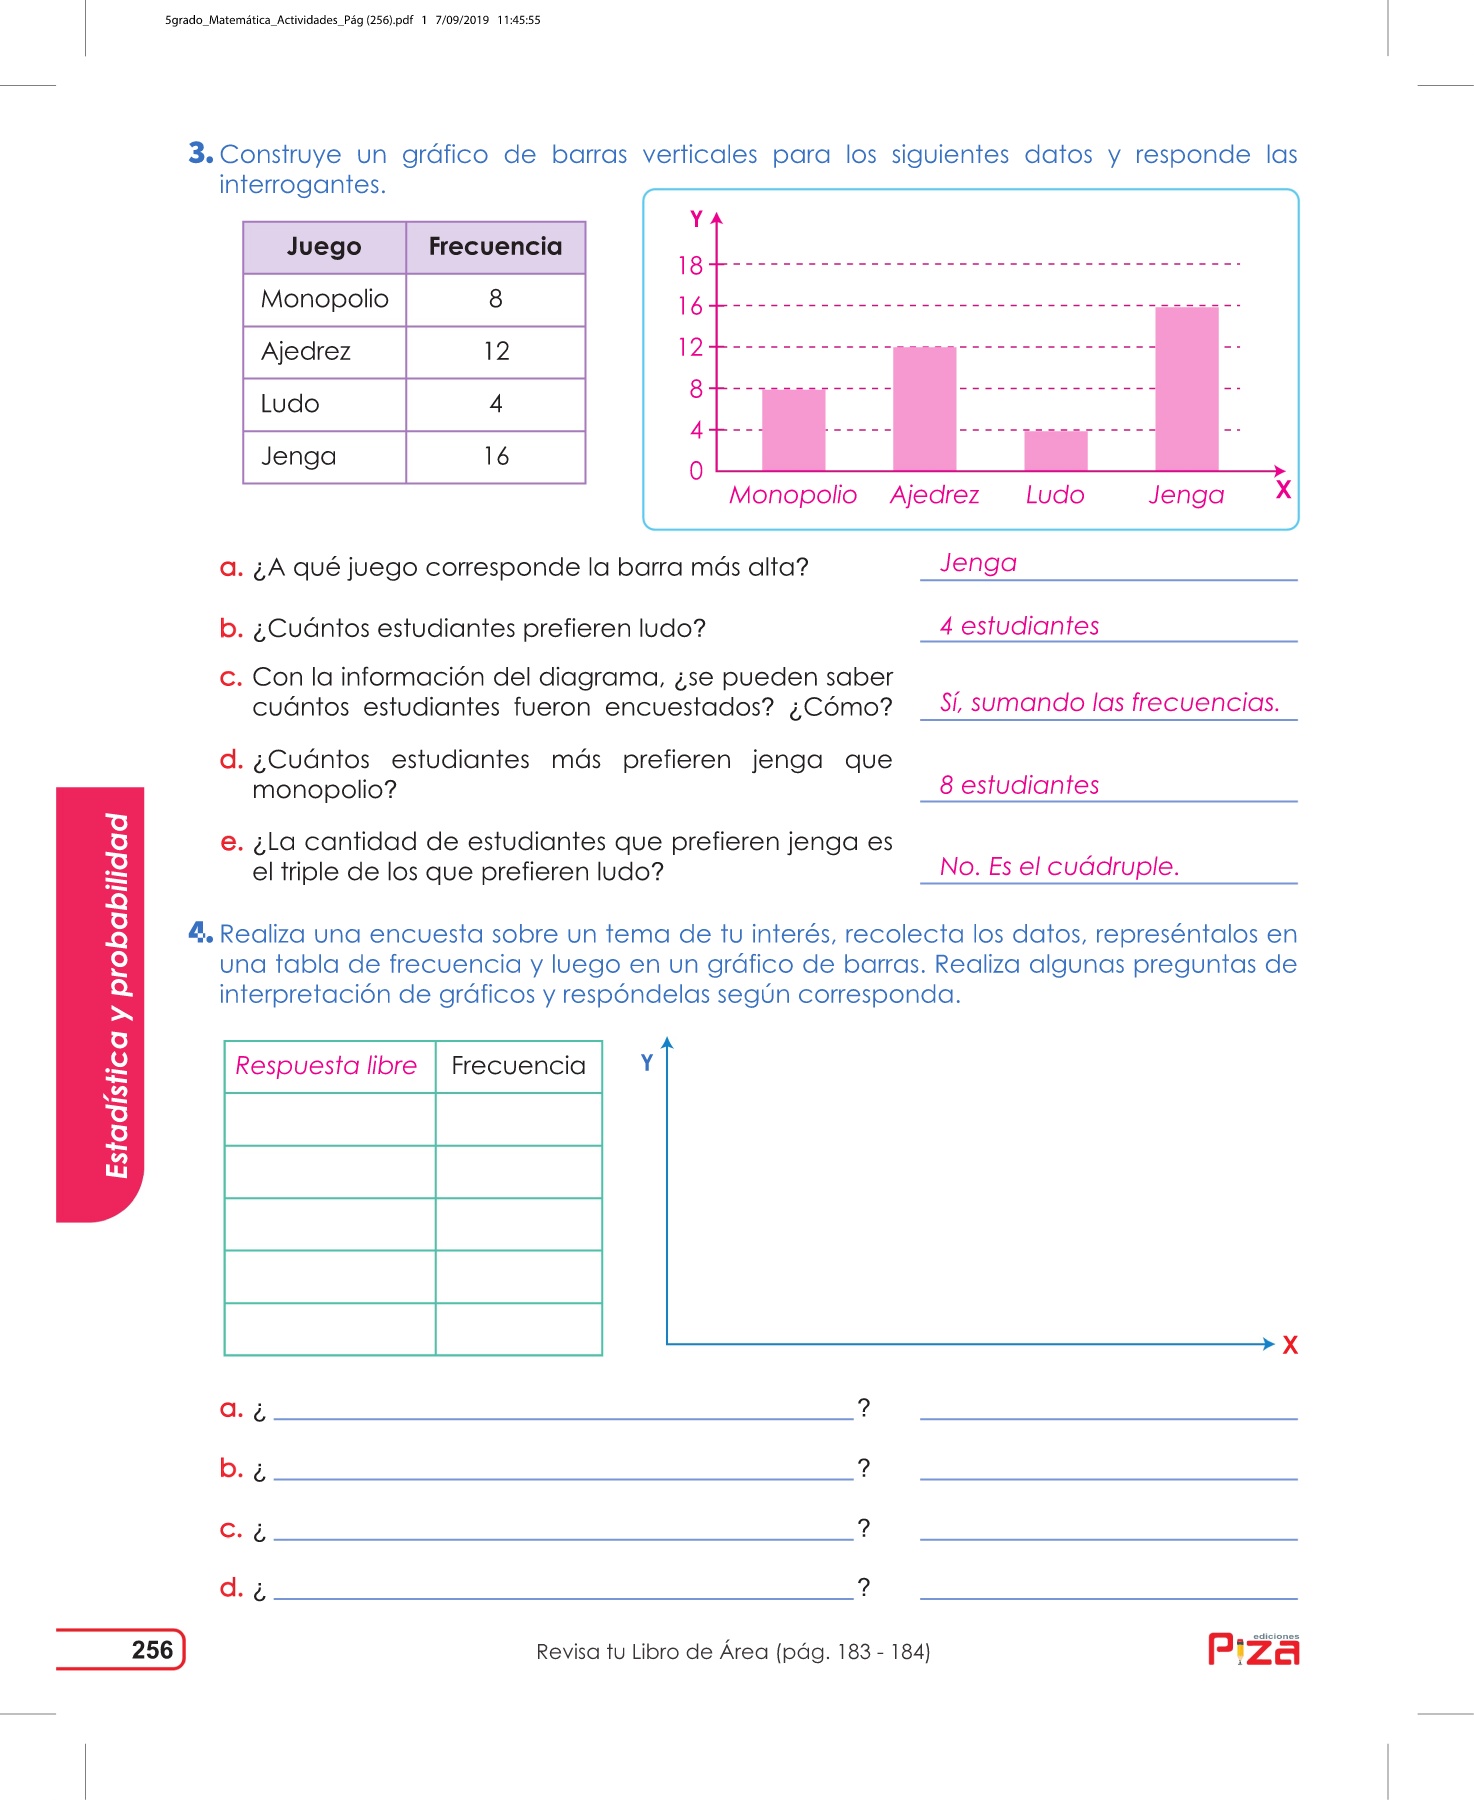 5grado_Matemática_Actividades_Pág (256).pdf   1   7/09/2019   11:45:55
3. Construye un gráfico de barras verticales para los siguientes datos y responde las
interrogantes.
Juego Frecuencia
Monopolio 8
Ajedrez 12
Ludo 4
Jenga 16
Y
18
16
12
8
4
0
Monopolio Ajedrez Ludo Jenga X
a. ¿A qué juego corresponde la barra más alta? Jenga
b. ¿Cuántos estudiantes prefieren ludo? 4 estudiantes
c. Con la información del diagrama, ¿se pueden saber
cuántos estudiantes fueron encuestados? ¿Cómo? Sí, sumando las frecuencias.
d. ¿Cuántos estudiantes más prefieren jenga que
monopolio? 8 estudiantes
e. ¿La cantidad de estudiantes que prefieren jenga es
el triple de los que prefieren ludo? No. Es el cuádruple.
4. Realiza una encuesta sobre un tema de tu interés, recolecta los datos, represéntalos en
una tabla de frecuencia y luego en un gráfico de barras. Realiza algunas preguntas de
interpretación de gráficos y respóndelas según corresponda.
Respuesta libre Frecuencia
Y
X
a. ¿ ?
b. ¿ ?
c. ¿ ?
d. ¿ ?
Estadística y probabilidad
256
Revisa tu Libro de Área (pág. 183 - 184)
ediciones
Piza